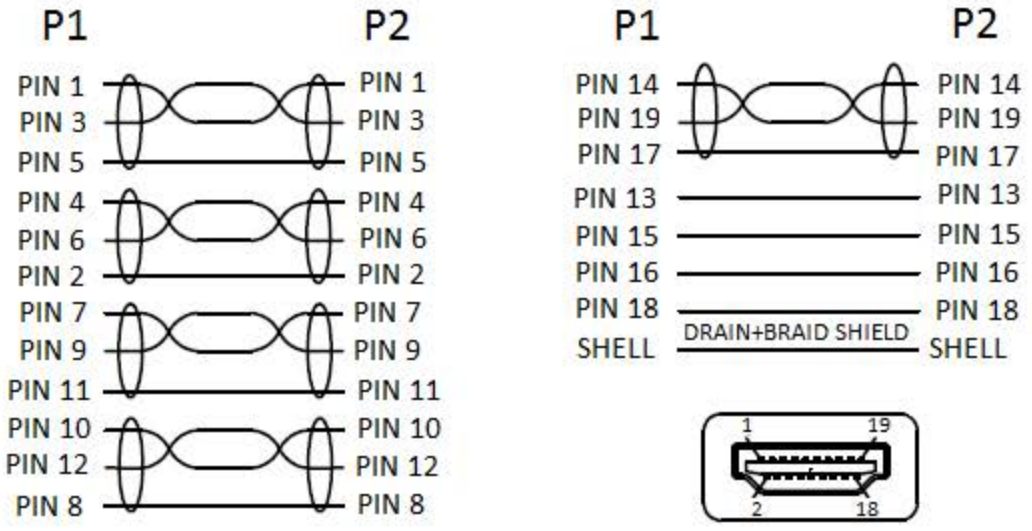 P1 P2
PIN 1 PIN 1
PIN 3 PIN 3
PIN 5 PIN 5
PIN 4 PIN 4
PIN 6 PIN 6
PIN 2 PIN 2
PIN 7 PIN 7
PIN 9 PIN 9
PIN 11 PIN 11
PIN 10 PIN 10
PIN 12 PIN 12
PIN 8 PIN 8
P1 P2
PIN 14 PIN 14
PIN 19 PIN 19
PIN 17 PIN 17
PIN 13 PIN 13
PIN 15 PIN 15
PIN 16 PIN 16
PIN 18 PIN 18
SHELL DRAIN+BRAID SHIELD SHELL
1 19
2 18